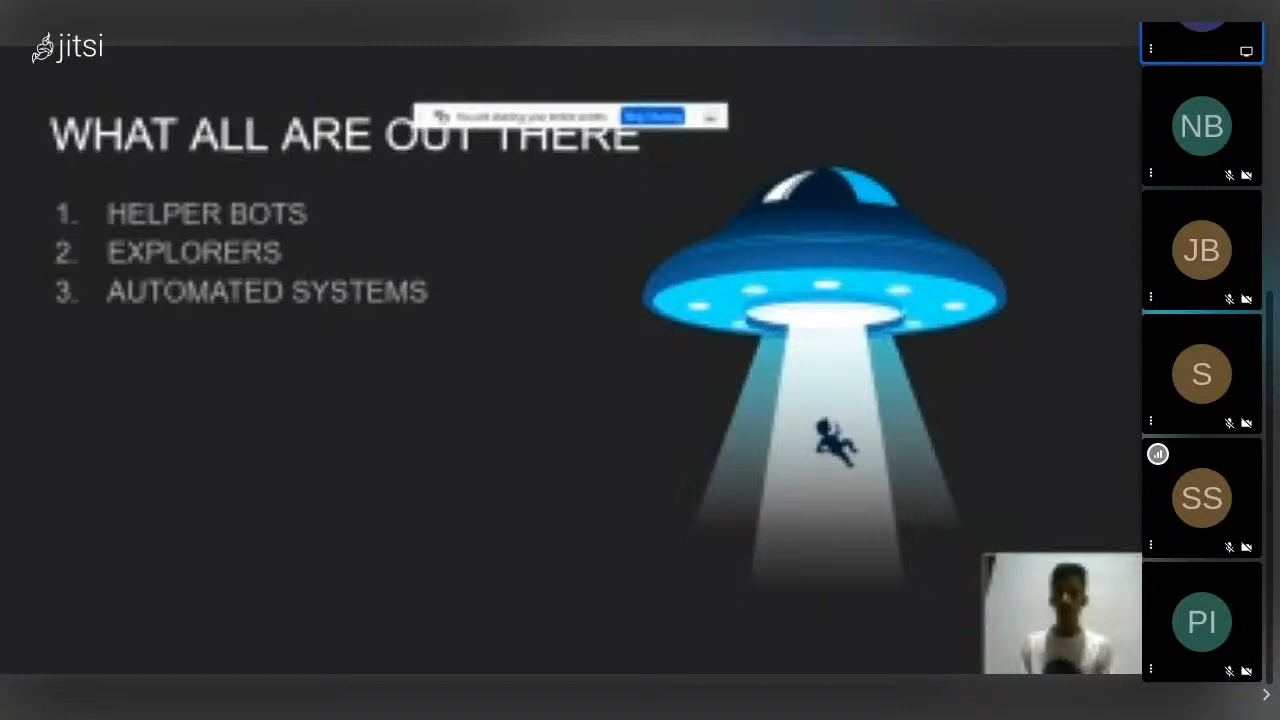 jitsi
WHAT ALL ARE OUT THERE
1. HELPER BOTS
2. EXPLORERS
3. AUTOMATED SYSTEMS
NB
JB
S
SS
PI